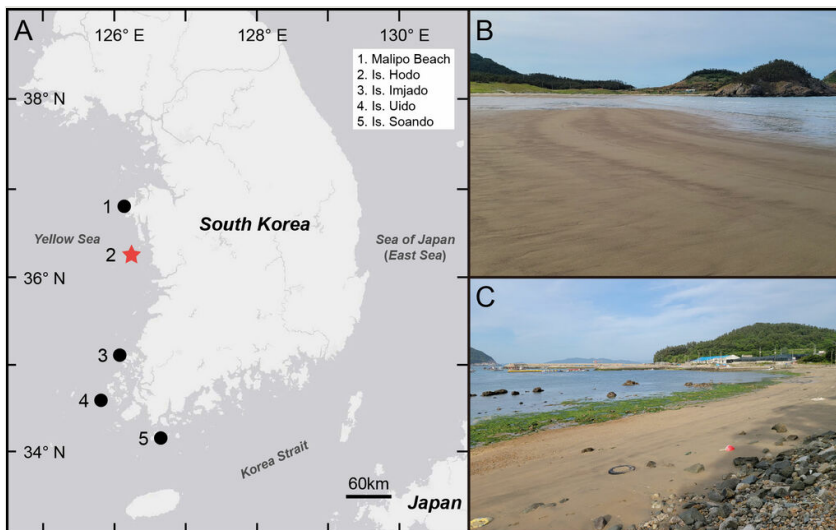 A
126° E
128° E
130° E
1. Malipo Beach
2. Is. Hodo
3. Is. Imjado
4. Is. Uido
5. Is. Soando
38° N
1
South Korea
Yellow Sea
Sea of Japan
(East Sea)
2
36° N
3
4
34° N
5
Korea Strait
60km
Japan
B
C